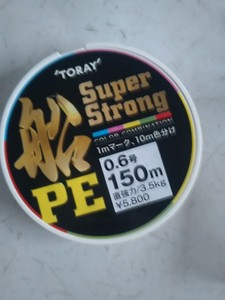 "TORAY"
船
Super
Strong
COLOR COMBINATION
1mマーク、10m色分け
PE
0.6号
150m
直強力/3.5kg
¥5,800